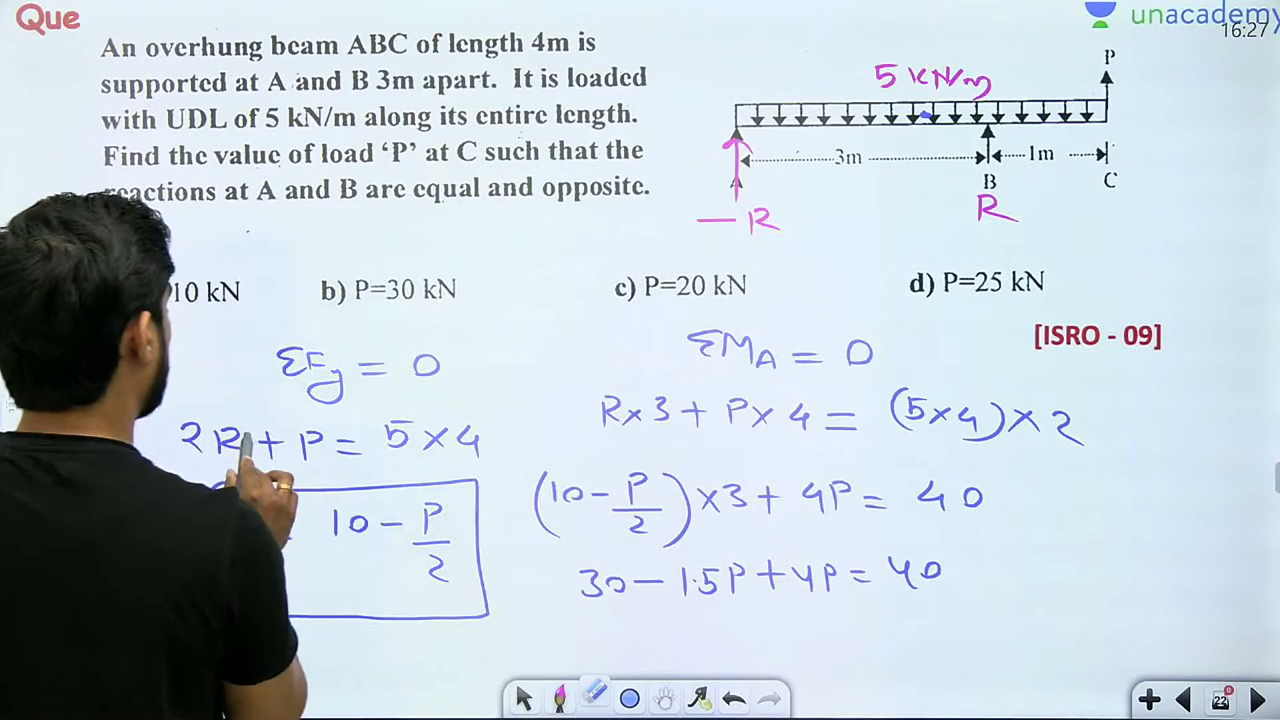 Que
unacademy
16:27
An overhung beam ABC of length 4m is
supported at A and B 3m apart. It is loaded
with UDL of 5 kN/m along its entire length.
Find the value of load ‘P’ at C such that the
reactions at A and B are equal and opposite.
5 kN/m
P
3m
1m
A
B
C
— R
R
10 kN
b) P=30 kN
c) P=20 kN
d) P=25 kN
[ISRO - 09]
ΣFy = 0
2R + P = 5 × 4
10 - P/2
ΣMA = 0
R×3 + P×4 = (5×4)×2
(10 - P/2)×3 + 4P = 40
30 - 1.5P + 4P = 40
22